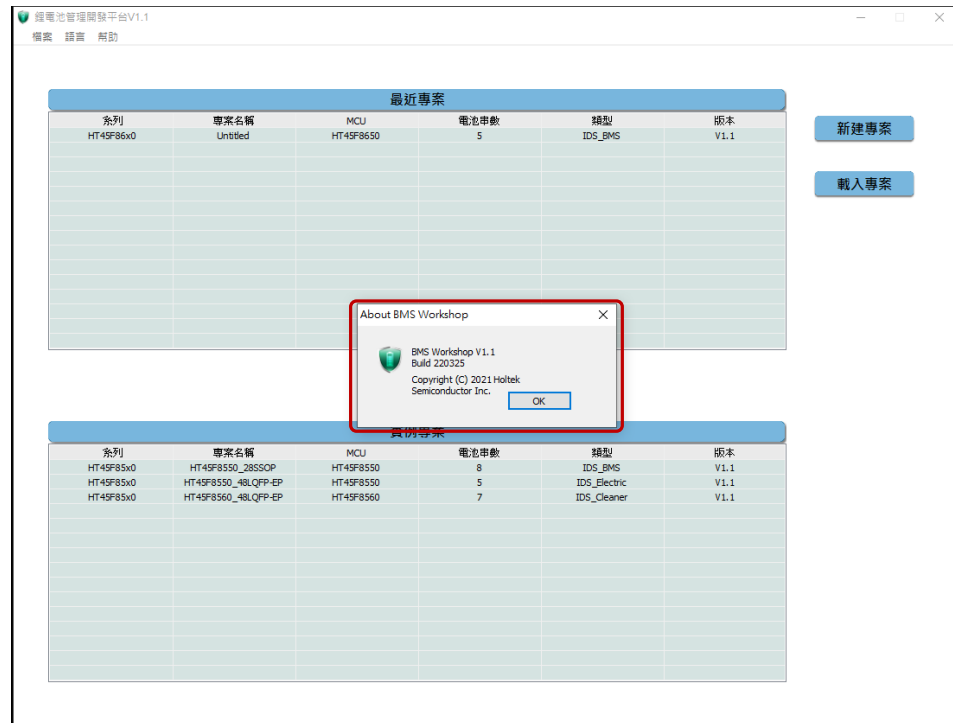 鋰電池管理開發平台V1.1
檔案 語言 幫助
最近專案
系列 專案名稱 MCU 電池串數 類型 版本
HT45F86x0 Untitled HT45F8650 5 IDS_BMS V1.1
新建專案
載入專案
About BMS Workshop
BMS Workshop V1.1
Build 220325
Copyright (C) 2021 Holtek
Semiconductor Inc.
OK
實例專案
系列 專案名稱 MCU 電池串數 類型 版本
HT45F85x0 HT45F8550_28SSOP HT45F8550 8 IDS_BMS V1.1
HT45F85x0 HT45F8550_48LQFP-EP HT45F8550 5 IDS_Electric V1.1
HT45F85x0 HT45F8560_48LQFP-EP HT45F8560 7 IDS_Cleaner V1.1